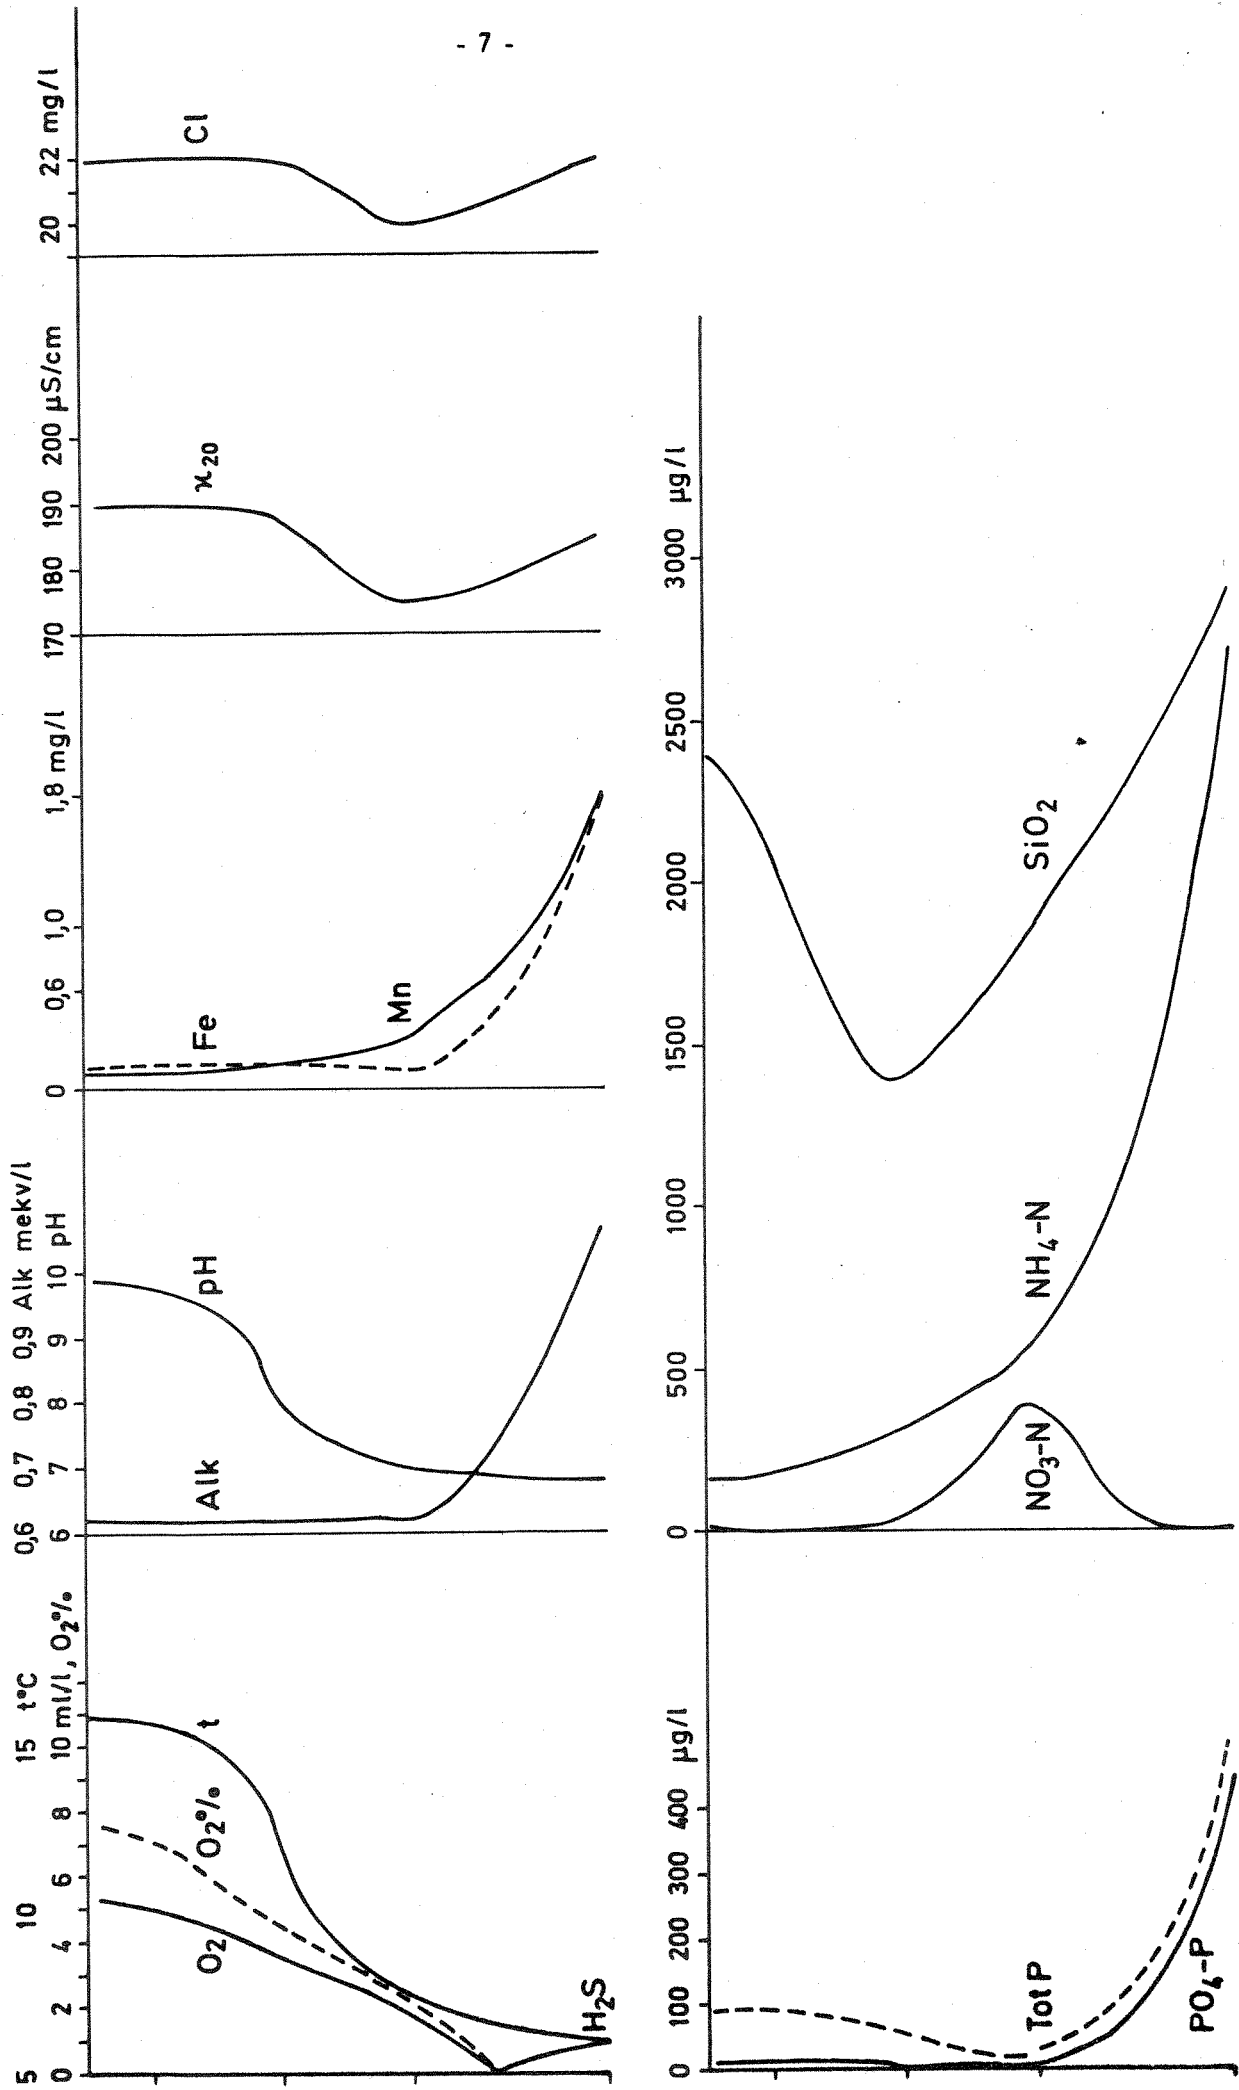 - 7 -
5 10 15 t°C
0 2 4 6 8 10 ml/l, O₂%
O₂
O₂%
t
H₂S
0,6 0,7 0,8 0,9 Alk mekv/l
6 7 8 9 10 pH
Alk
pH
0 0,6 1,0 1,8 mg/l
Fe
Mn
170 180 190 200 µS/cm
ϰ₂₀
20 22 mg/l
Cl
0 100 200 300 400 µg/l
Tot P
PO₄-P
0 500 1000 1500 2000 2500 3000 µg/l
NO₃-N
NH₄-N
SiO₂